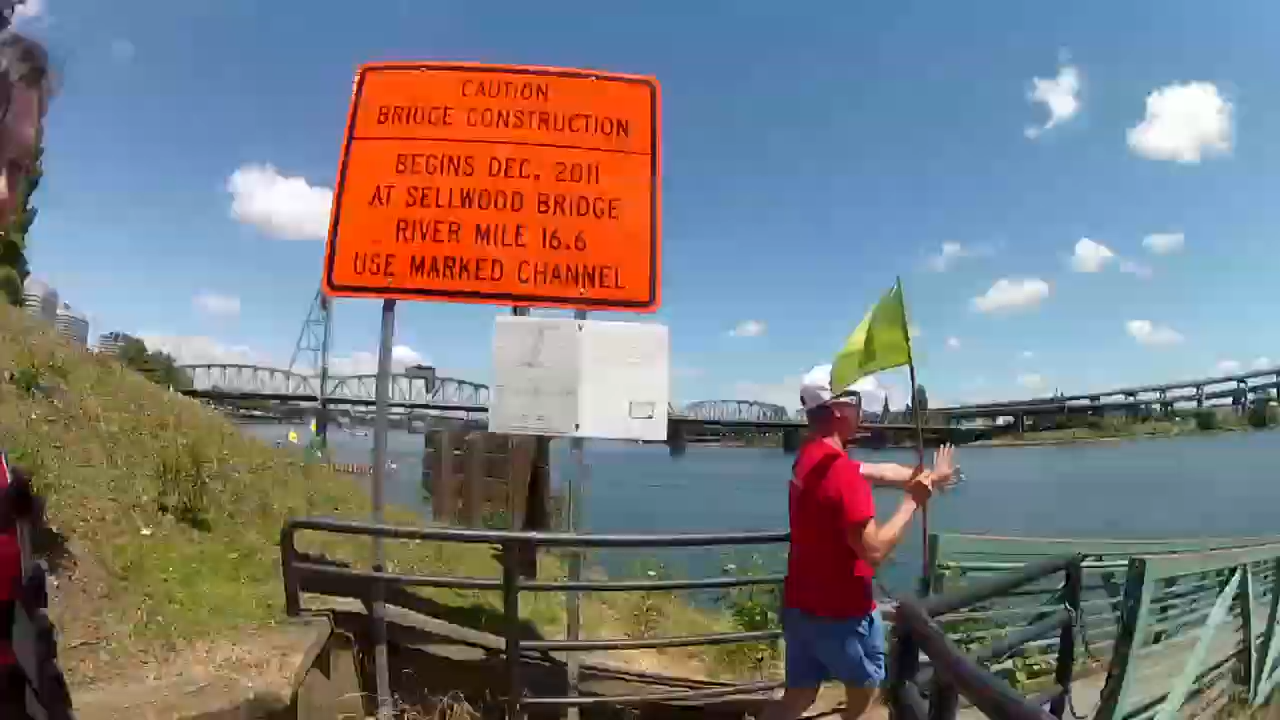 CAUTION
BRIDGE CONSTRUCTION
BEGINS DEC. 2011
AT SELLWOOD BRIDGE
RIVER MILE 16.6
USE MARKED CHANNEL